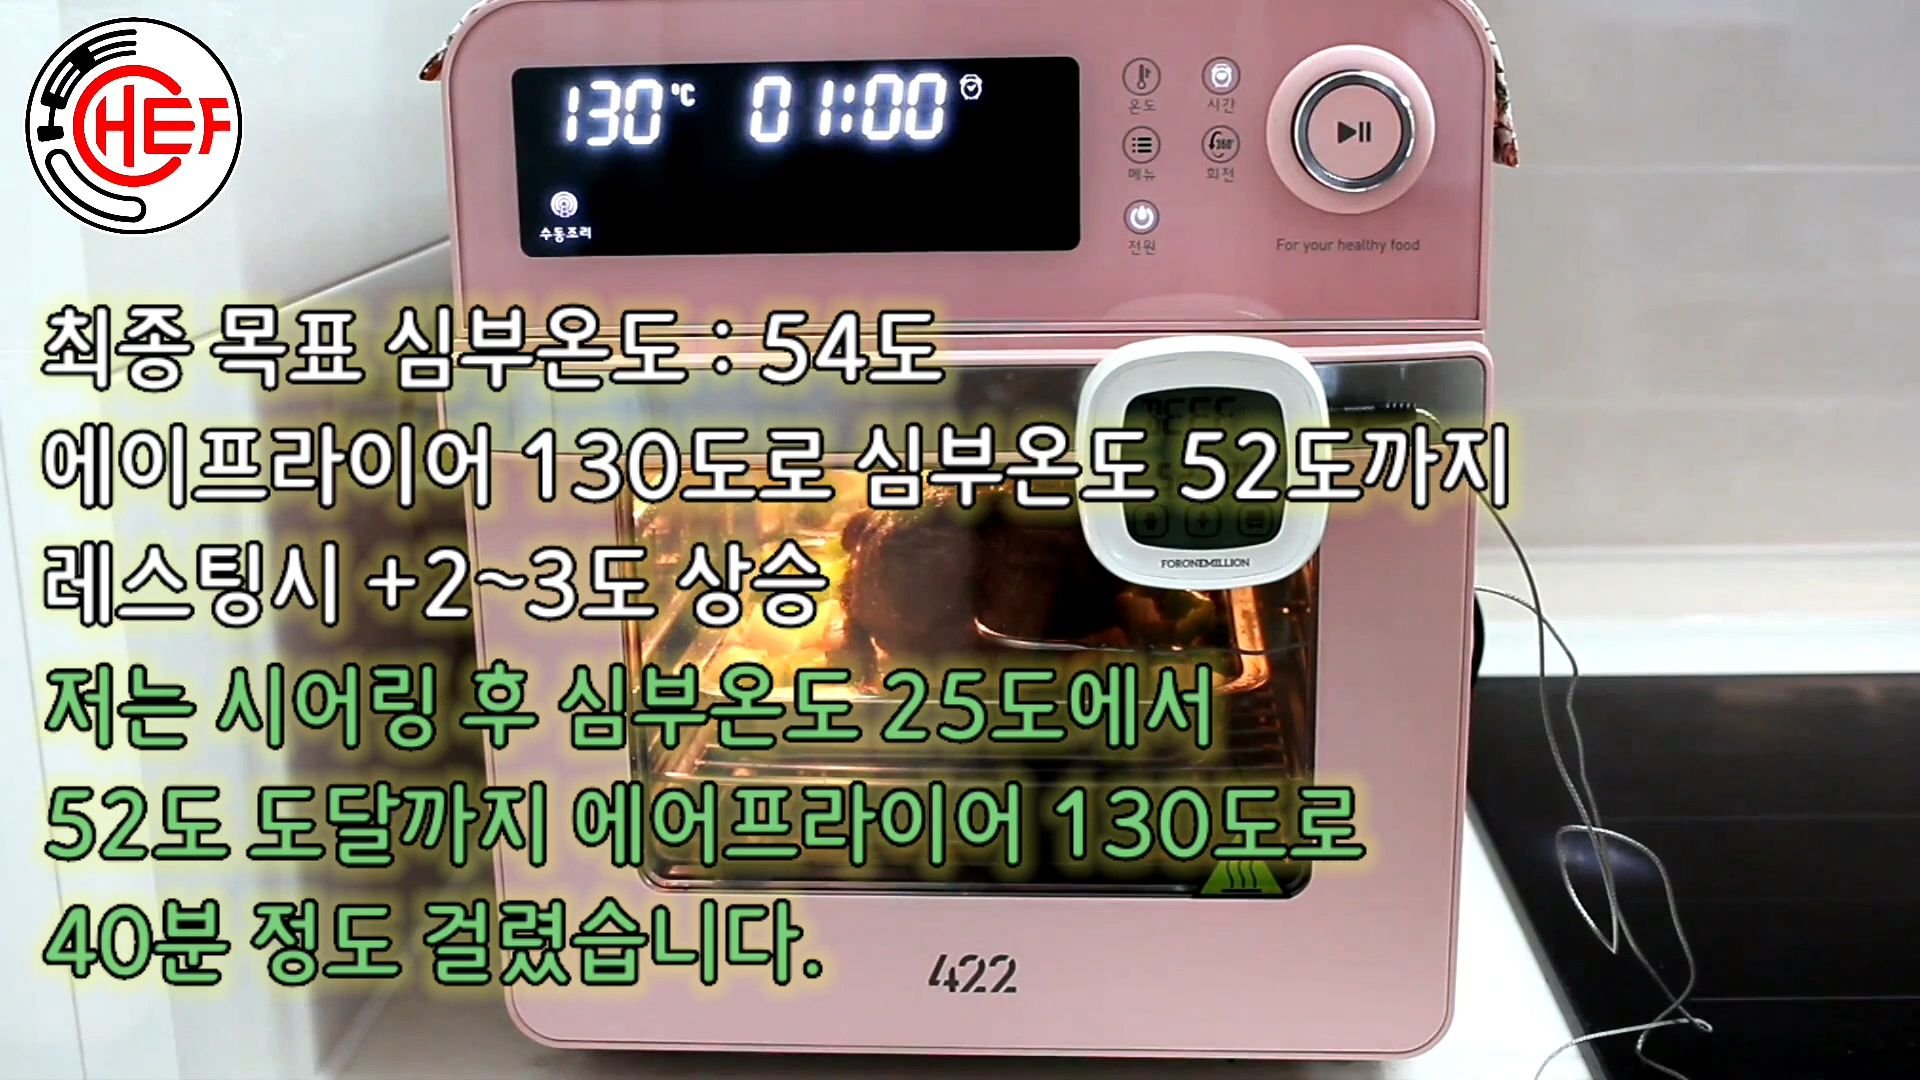 CHEF
130 °C 01:00
온도 시간
메뉴 회전
360°
수동조리
전원
For your healthy food
최종 목표 심부온도 : 54도
에이프라이어 130도로 심부온도 52도까지
BEEF
FORONEMILLION
레스팅시 +2~3도 상승
저는 시어링 후 심부온도 25도에서
52도 도달까지 에어프라이어 130도로
40분 정도 걸렸습니다.
422